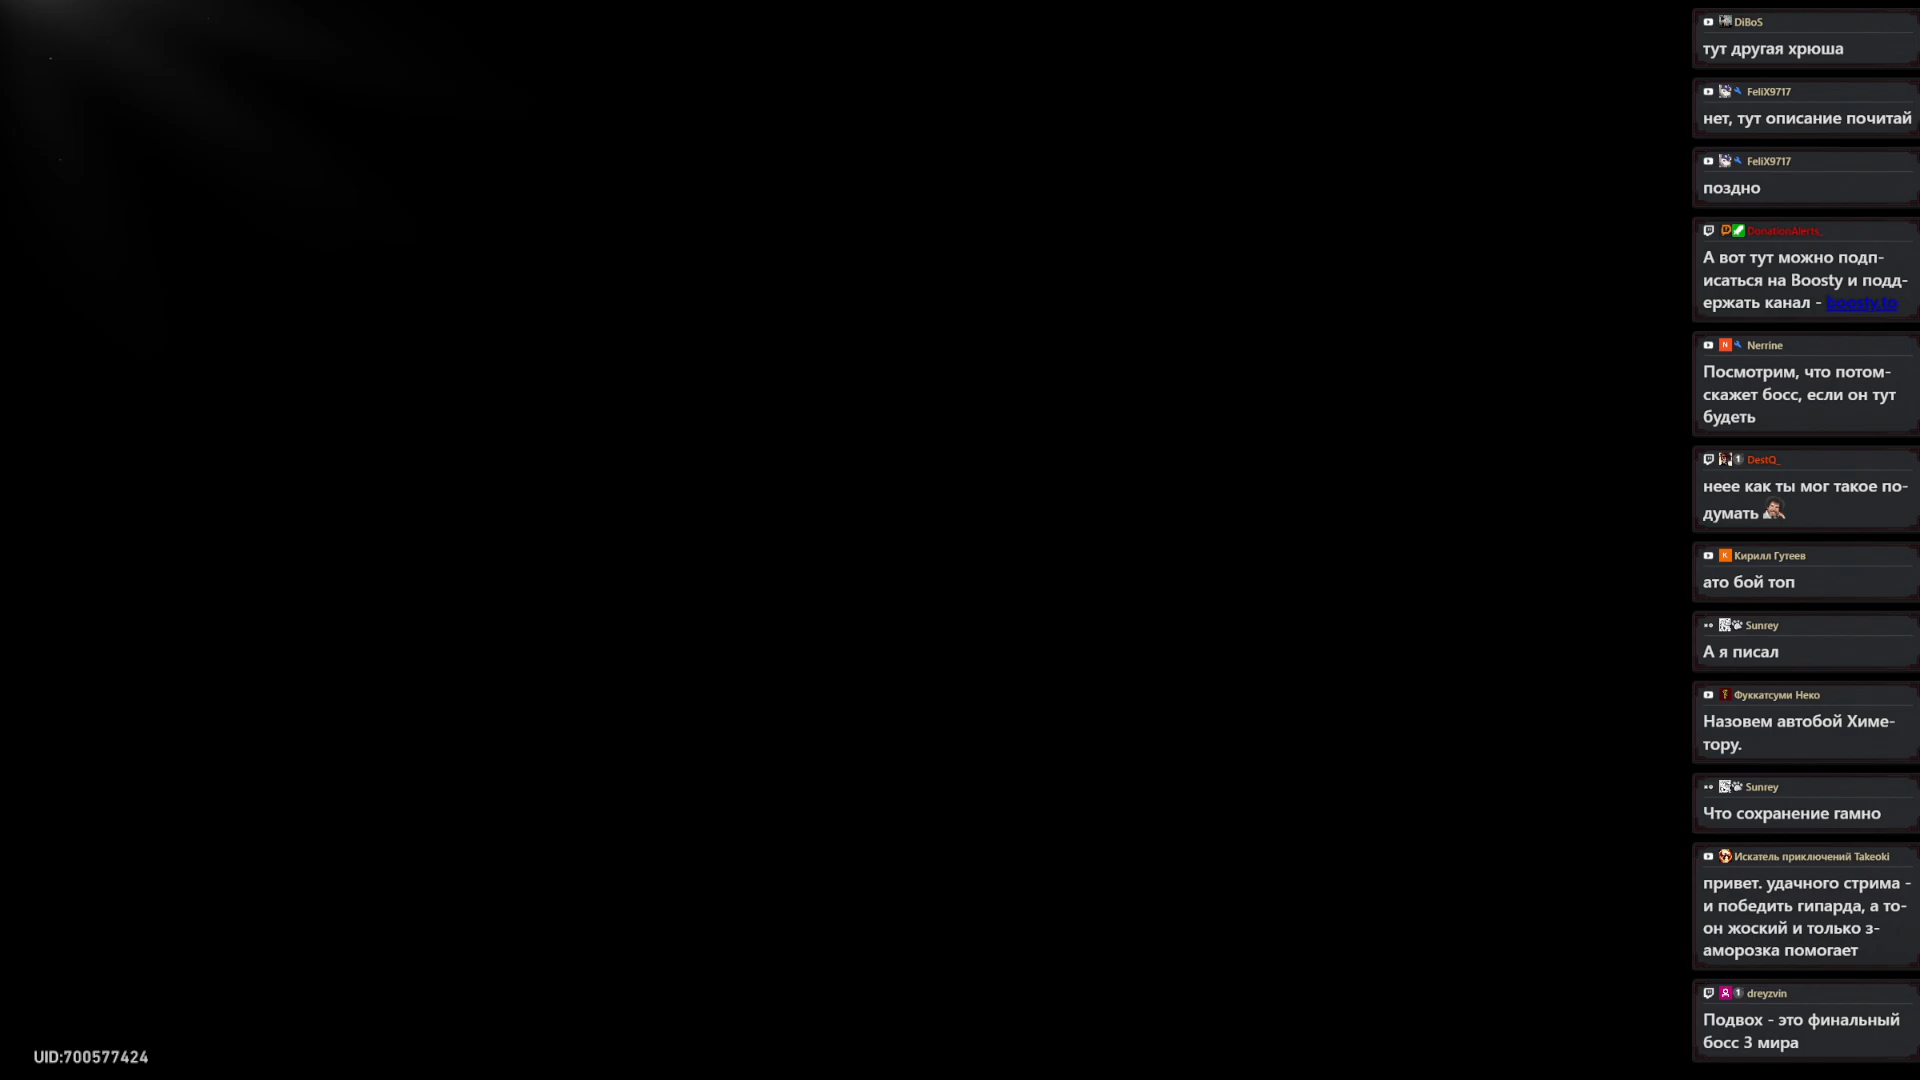 DiBoS
тут другая хрюша
FeliX9717
нет, тут описание почитай
FeliX9717
поздно
DonationAlerts_
А вот тут можно подп-
исаться на Boosty и подд-
ержать канал - boosty.to
N Nerrine
Посмотрим, что потом-
скажет босс, если он тут
будеть
1 DestQ_
неее как ты мог такое по-
думать
К Кирилл Гутеев
ато бой топ
Sunrey
А я писал
Фуккатсуми Неко
Назовем автобой Химе-
тору.
Sunrey
Что сохранение гамно
Искатель приключений Takeoki
привет. удачного стрима -
и победить гипарда, а то-
он жоский и только з-
аморозка помогает
1 dreyzvin
Подвох - это финальный
босс 3 мира
UID:700577424